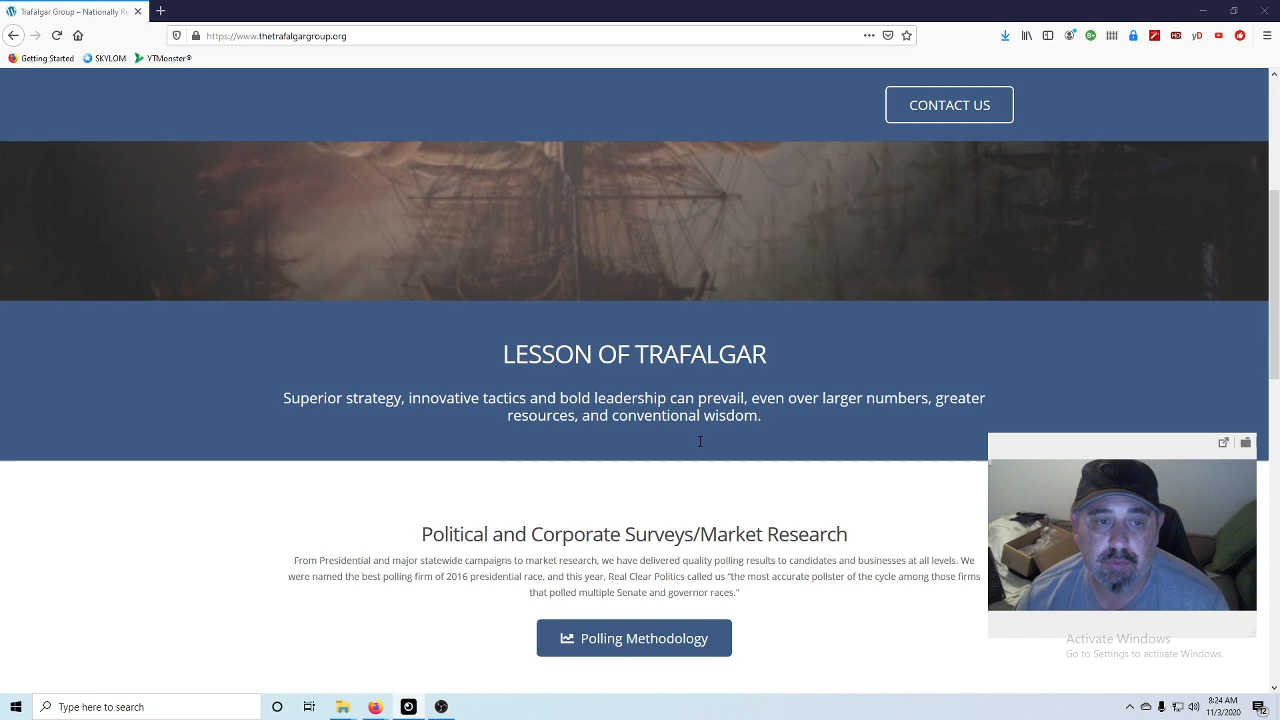 Trafalgar Group – Nationally Re
https://www.thetrafalgargroup.org
Getting Started
SKYLOM
YTMonster®
CONTACT US
LESSON OF TRAFALGAR
Superior strategy, innovative tactics and bold leadership can prevail, even over larger numbers, greater
resources, and conventional wisdom.
Political and Corporate Surveys/Market Research
From Presidential and major statewide campaigns to market research, we have delivered quality polling results to candidates and businesses at all levels. We
were named the best polling firm of 2016 presidential race, and this year, Real Clear Politics called us “the most accurate pollster of the cycle among those firms
that polled multiple Senate and governor races.”
Polling Methodology
Activate Windows
Go to Settings to activate Windows.
Type here to search
8:24 AM
11/3/2020